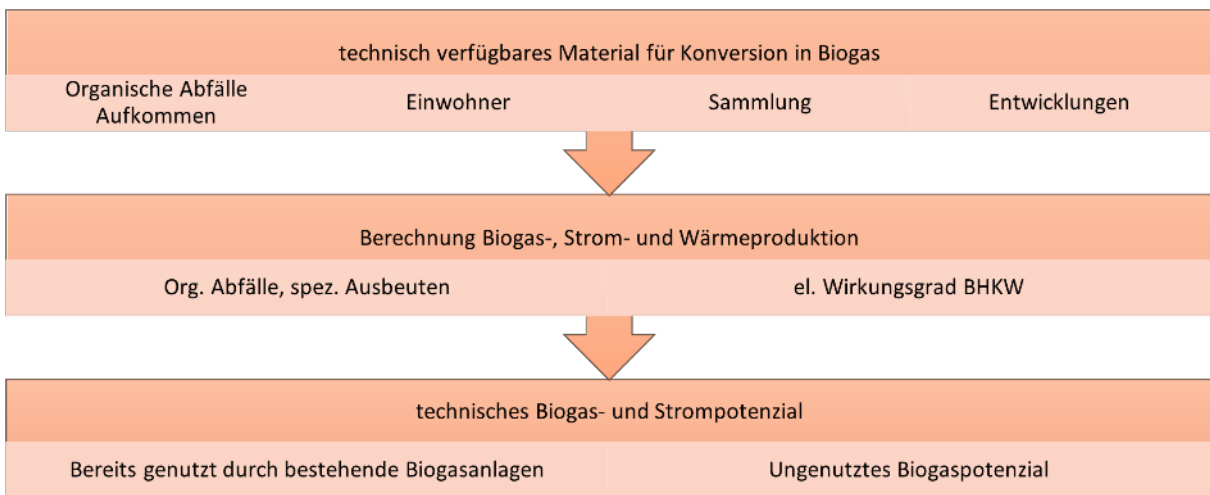 technisch verfügbares Material für Konversion in Biogas
Organische Abfälle
Aufkommen
Einwohner
Sammlung
Entwicklungen
Berechnung Biogas-, Strom- und Wärmeproduktion
Org. Abfälle, spez. Ausbeuten
el. Wirkungsgrad BHKW
technisches Biogas- und Strompotenzial
Bereits genutzt durch bestehende Biogasanlagen
Ungenutztes Biogaspotenzial